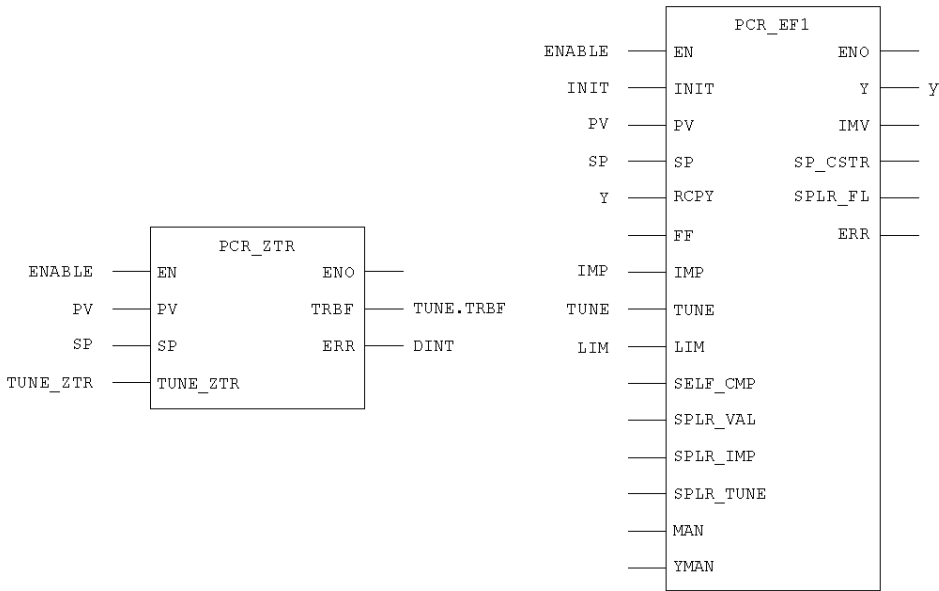 PCR_ZTR
ENABLE EN ENO
PV PV TRBF TUNE.TRBF
SP SP ERR DINT
TUNE_ZTR TUNE_ZTR
PCR_EF1
ENABLE EN ENO
INIT INIT Y y
PV PV IMV
SP SP SP_CSTR
Y RCPY SPLR_FL
FF ERR
IMP IMP
TUNE TUNE
LIM LIM
SELF_CMP
SPLR_VAL
SPLR_IMP
SPLR_TUNE
MAN
YMAN